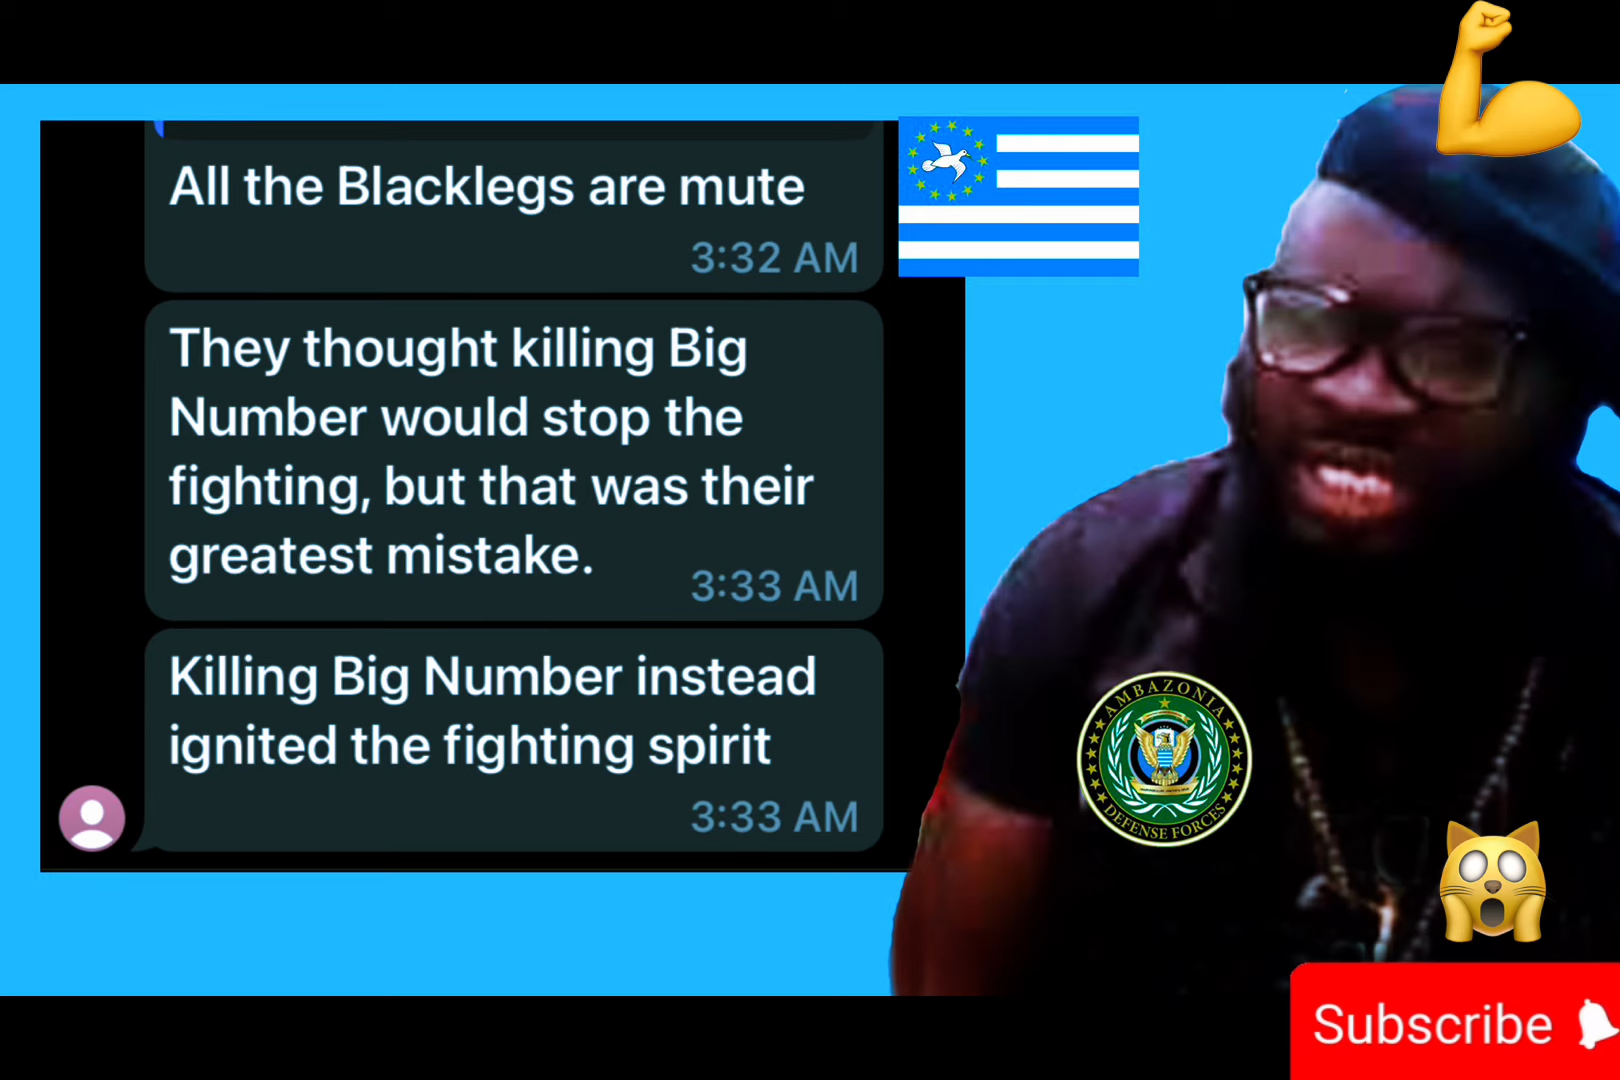 All the Blacklegs are mute
3:32 AM
They thought killing Big
Number would stop the
fighting, but that was their
greatest mistake.
3:33 AM
Killing Big Number instead
ignited the fighting spirit
3:33 AM
AMBAZONIA
DEFENSE FORCES
Subscribe